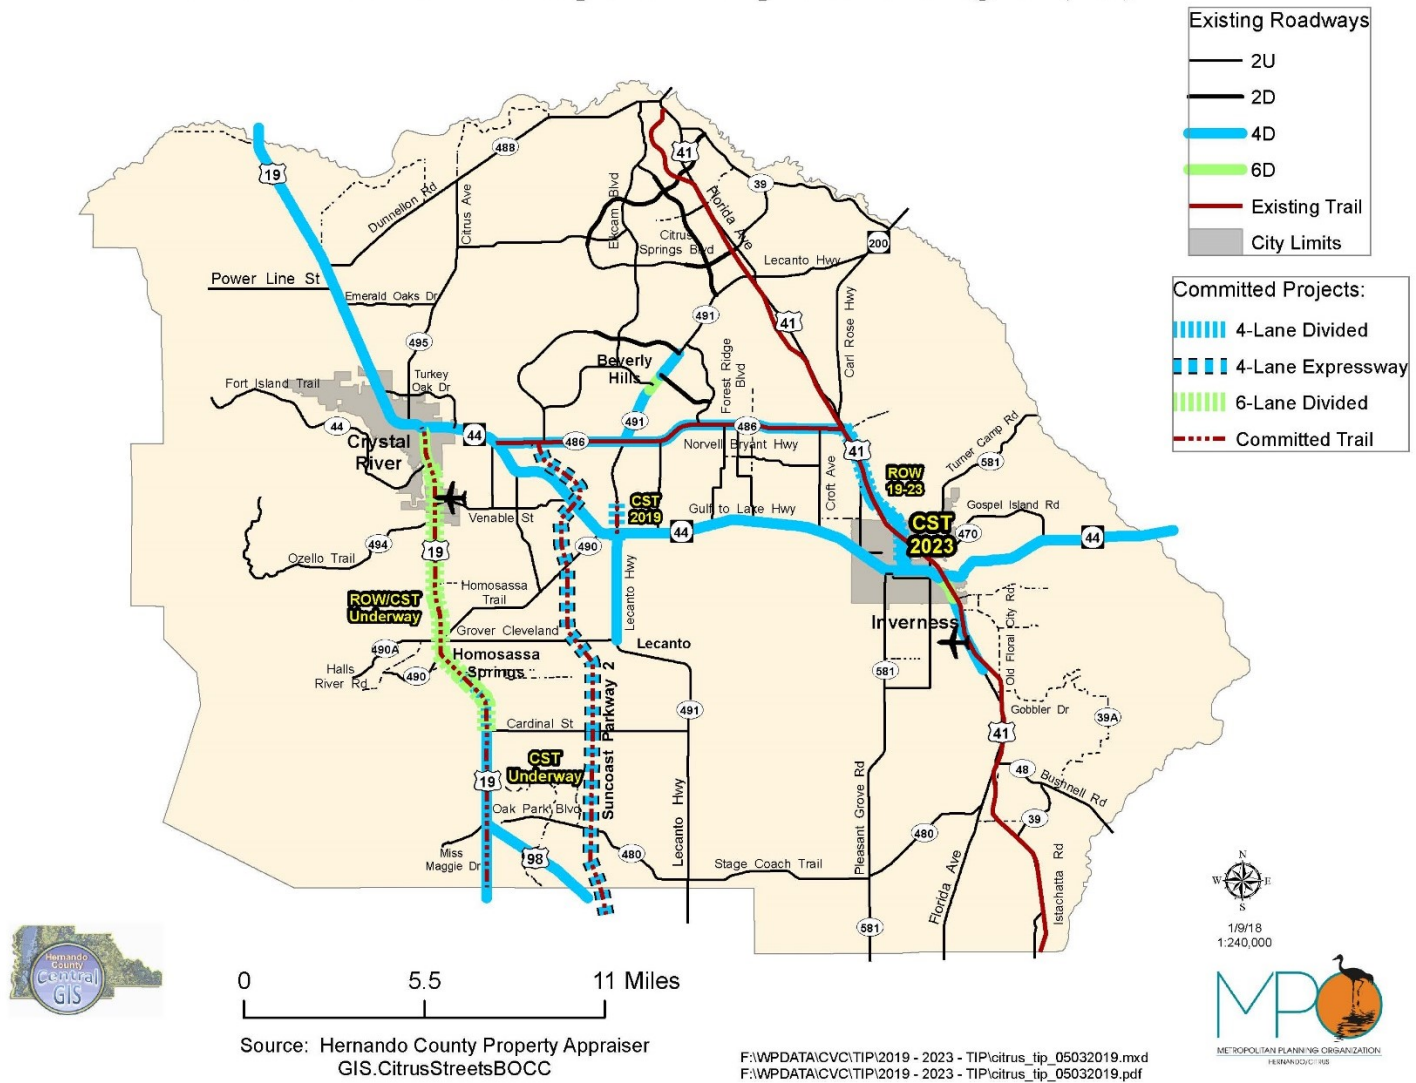 Existing Roadways
2U
2D
4D
6D
Existing Trail
City Limits
Committed Projects:
4-Lane Divided
4-Lane Expressway
6-Lane Divided
Committed Trail
19
488
41
39
Dunnellon Rd
Citrus Ave
Elkcam Blvd
Florida Ave
Citrus
Springs Blvd
200
Lecanto Hwy
Power Line St
Emerald Oaks Dr
491
41
Carl Rose Hwy
495
Beverly
Hills
Forest Ridge
Blvd
Turkey
Oak Dr
Fort Island Trail
44
Crystal
River
44
486
491
486
Norvell Bryant Hwy
41
Turner Camp Rd
581
Croft Ave
ROW
19-23
Venable St
CST
2019
Gulf to Lake Hwy
Gospel Island Rd
CST
2023
470
44
44
494
Ozello Trail
19
490
Lecanto Hwy
Homosassa
Trail
ROW/CST
Underway
Grover Cleveland
Lecanto
490A
Homosassa
Springs
Halls
River Rd
490
Inverness
Old Floral City Rd
581
Suncoast Parkway 2
491
Cardinal St
Gobbler Dr
39A
41
CST
Underway
19
48
Bushnell Rd
Oak Park Blvd
Pleasant Grove Rd
39
480
Miss
Maggie Dr
98
480
Lecanto Hwy
Stage Coach Trail
Florida Ave
Istachatta Rd
581
N
W
E
S
1/9/18
1:240,000
Hernando
County
Central
GIS
0
5.5
11 Miles
Source: Hernando County Property Appraiser
GIS.CitrusStreetsBOCC
MPO
METROPOLITAN PLANNING ORGANIZATION
HERNANDO/CITRUS
F:\WPDATA\CVC\TIP\2019 - 2023 - TIP\citrus_tip_05032019.mxd
F:\WPDATA\CVC\TIP\2019 - 2023 - TIP\citrus_tip_05032019.pdf